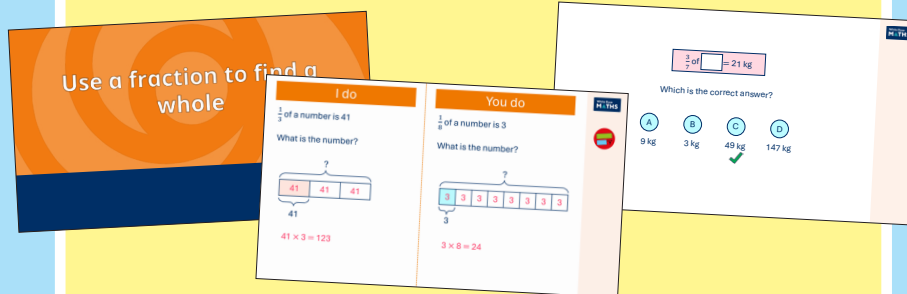 Use a fraction to find a
whole
I do
1/3 of a number is 41
What is the number?
?
41 41 41
41
41 × 3 = 123
You do
1/8 of a number is 3
What is the number?
?
3 3 3 3 3 3 3 3
3
3 × 8 = 24
MATHS
3/7 of = 21 kg
Which is the correct answer?
A B C D
9 kg 3 kg 49 kg 147 kg